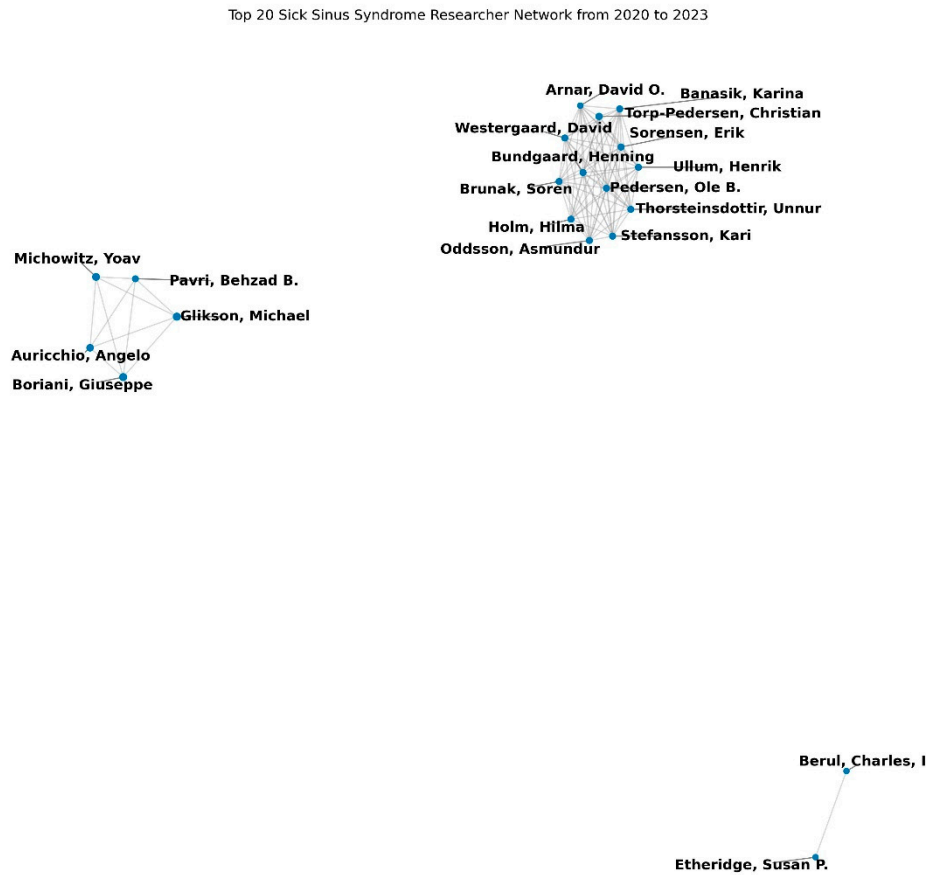 Top 20 Sick Sinus Syndrome Researcher Network from 2020 to 2023
Arnar, David O.
Banasik, Karina
Torp-Pedersen, Christian
Westergaard, David
Sorensen, Erik
Bundgaard, Henning
Ullum, Henrik
Brunak, Soren
Pedersen, Ole B.
Thorsteinsdottir, Unnur
Holm, Hilma
Stefansson, Kari
Oddsson, Asmundur
Michowitz, Yoav
Pavri, Behzad B.
Glikson, Michael
Auricchio, Angelo
Boriani, Giuseppe
Berul, Charles, I
Etheridge, Susan P.